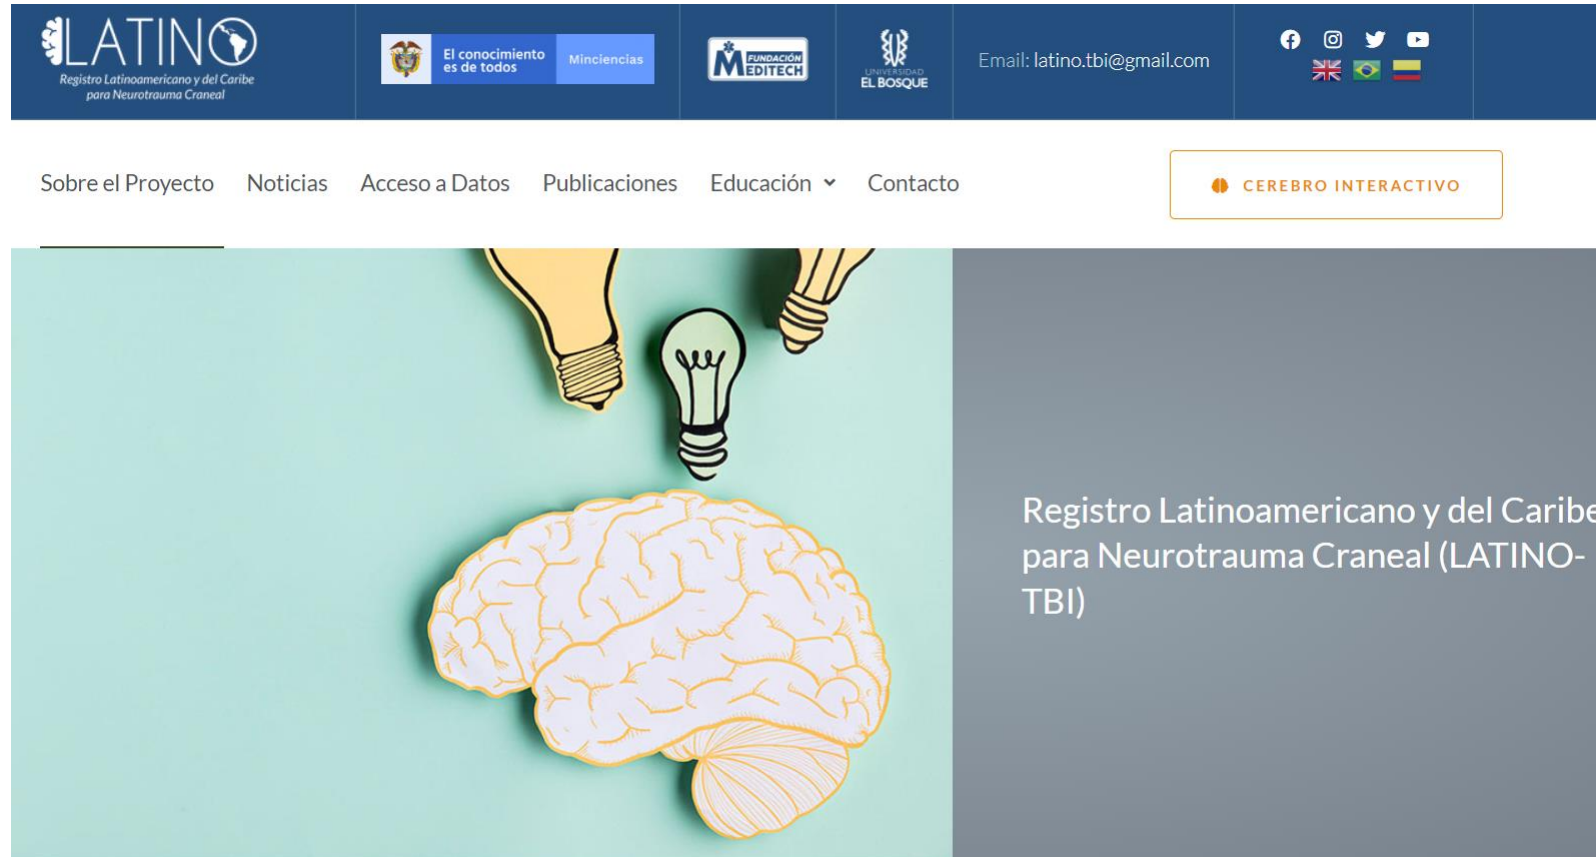 LATINO
Registro Latinoamericano y del Caribe
para Neurotrauma Craneal
El conocimiento
es de todos
Minciencias
FUNDACIÓN
MEDITECH
UNIVERSIDAD
EL BOSQUE
Email: latino.tbi@gmail.com
Sobre el Proyecto
Noticias
Acceso a Datos
Publicaciones
Educación
Contacto
CEREBRO INTERACTIVO
Registro Latinoamericano y del Caribe
para Neurotrauma Craneal (LATINO-
TBI)